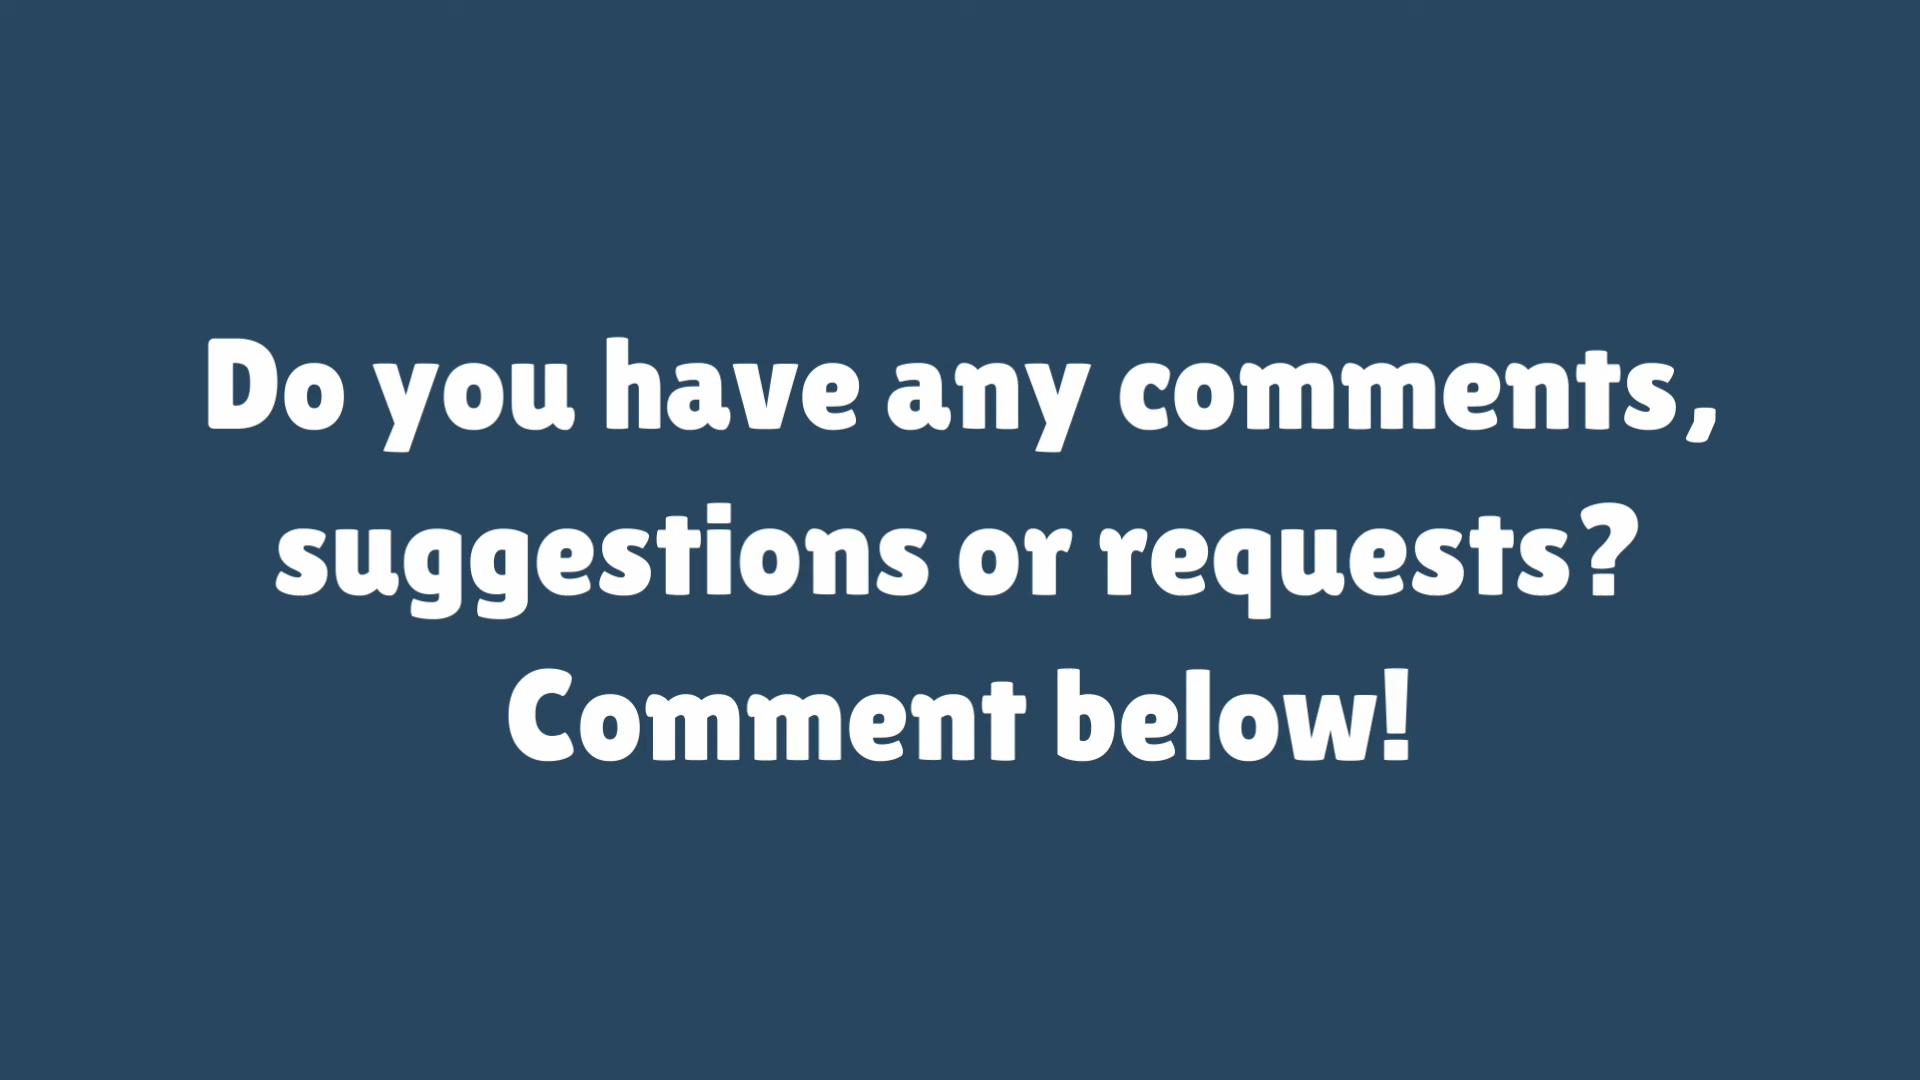 Do you have any comments,
suggestions or requests?
Comment below!